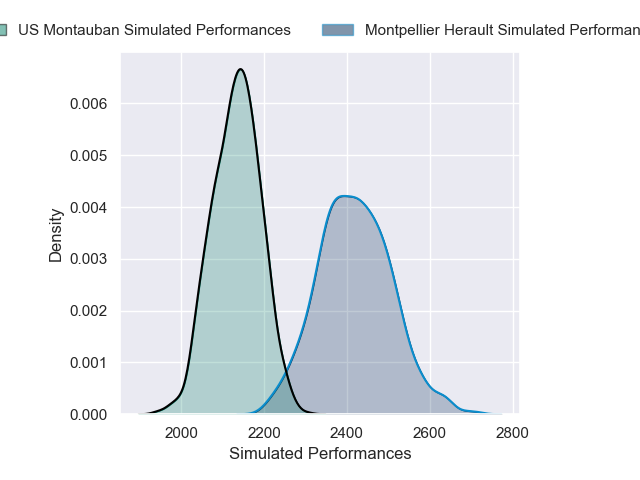 US Montauban Simulated Performances
Montpellier Herault Simulated Performan
0.006
0.005
0.004
0.003
0.002
0.001
0.000
Density
2000 2200 2400 2600 2800
Simulated Performances